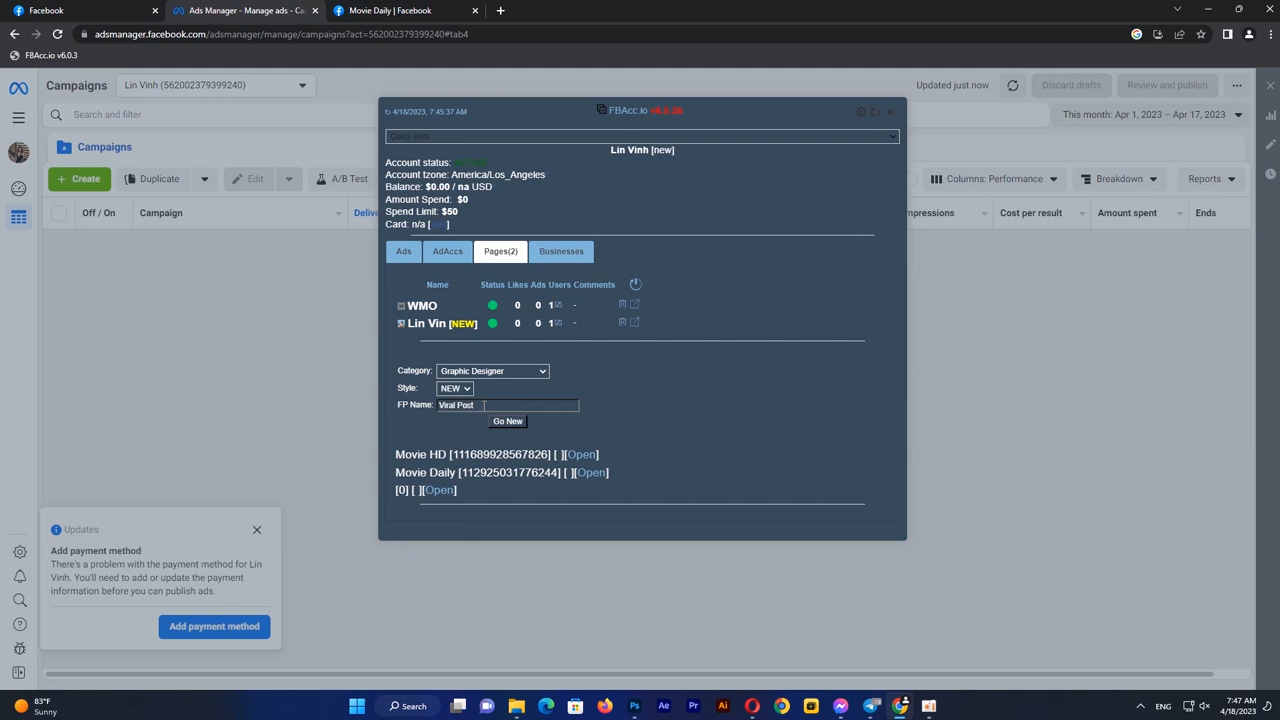 Facebook
Ads Manager - Manage ads - Ca
Movie Daily | Facebook
adsmanager.facebook.com/adsmanager/manage/campaigns?act=562002379399240#tab4
FBAcc.io v6.0.3
Campaigns
Lin Vinh (562002379399240)
Updated just now
Discard drafts
Review and publish
Search and filter
This month: Apr 1, 2023 – Apr 17, 2023
Campaigns
+ Create
Duplicate
Edit
A/B Test
Columns: Performance
Breakdown
Reports
Off / On
Campaign
Deliver
mpressions
Cost per result
Amount spent
Ends
4/18/2023, 7:45:37 AM
FBAcc.io
Quick links
Lin Vinh [new]
Account status:
Account tzone: America/Los_Angeles
Balance: $0.00 / na USD
Amount Spend: $0
Spend Limit: $50
Card: n/a [ ]
Ads
AdAccs
Pages(2)
Businesses
Name Status Likes Ads Users Comments
WMO 0 0 1 -
Lin Vin [NEW] 0 0 1 -
Category: Graphic Designer
Style: NEW
FP Name: Viral Post
Go New
Movie HD [111689928567826] [ ][Open]
Movie Daily [112925031776244] [ ][Open]
[0] [ ][Open]
Updates
Add payment method
There's a problem with the payment method for Lin
Vinh. You'll need to add or update the payment
information before you can publish ads.
Add payment method
83°F
Sunny
Search
Ps
Ae
Pr
Ai
ENG
7:47 AM
4/18/2023